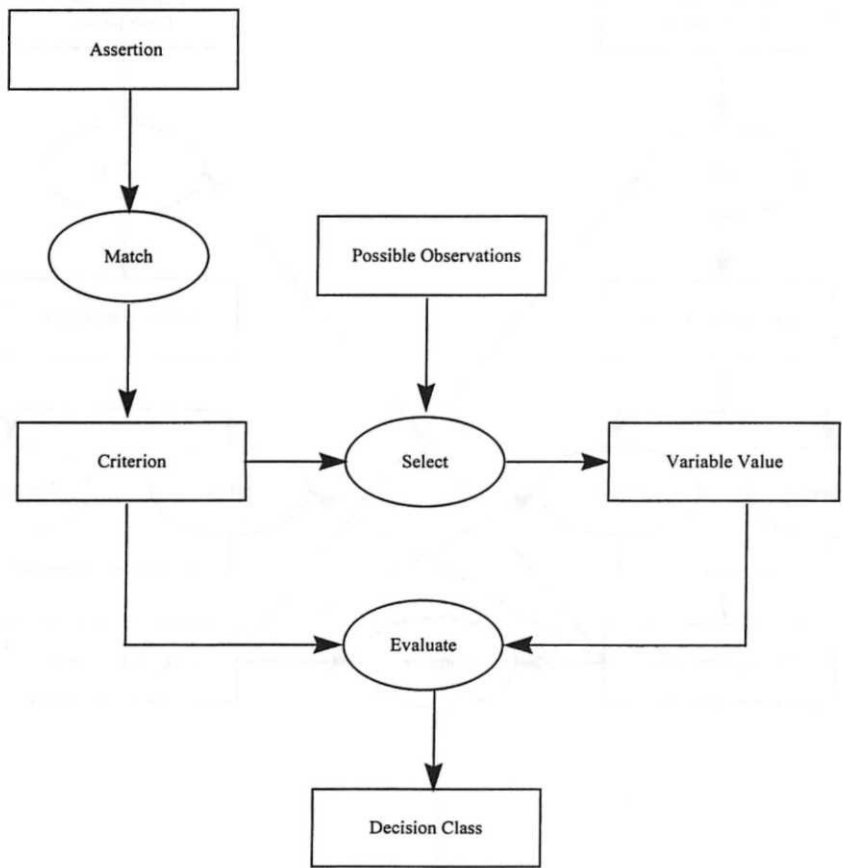 Assertion
Match
Possible Observations
Criterion
Select
Variable Value
Evaluate
Decision Class